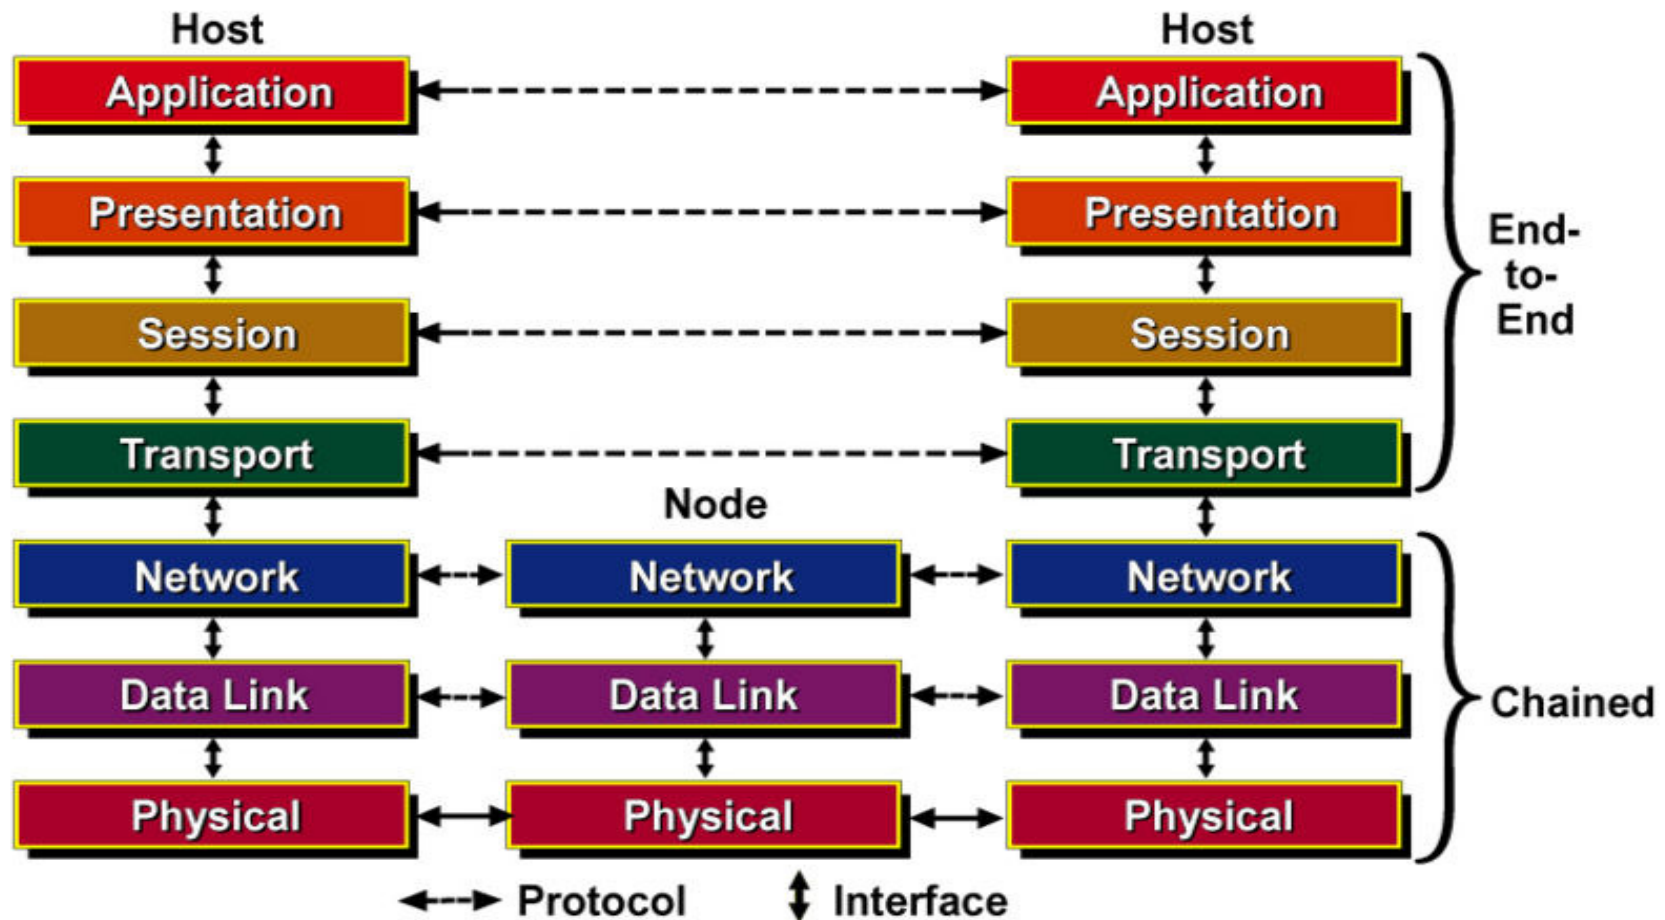 Host Host
Application Application
Presentation Presentation
End-
to-
End
Session Session
Transport Transport
Node
Network Network Network
Data Link Data Link Data Link
Chained
Physical Physical Physical
Protocol Interface